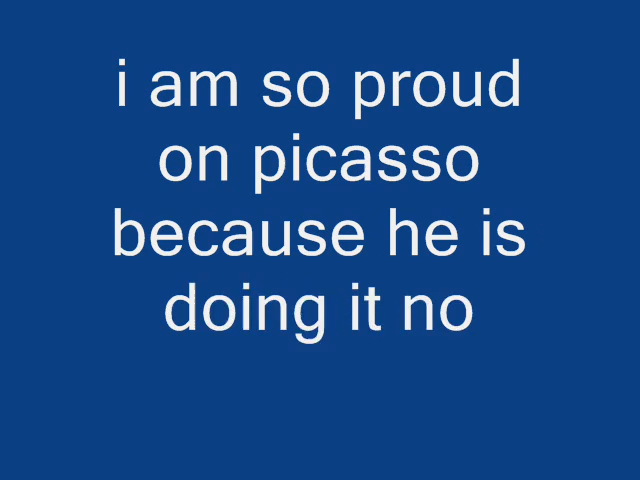 i am so proud
on picasso
because he is
doing it no